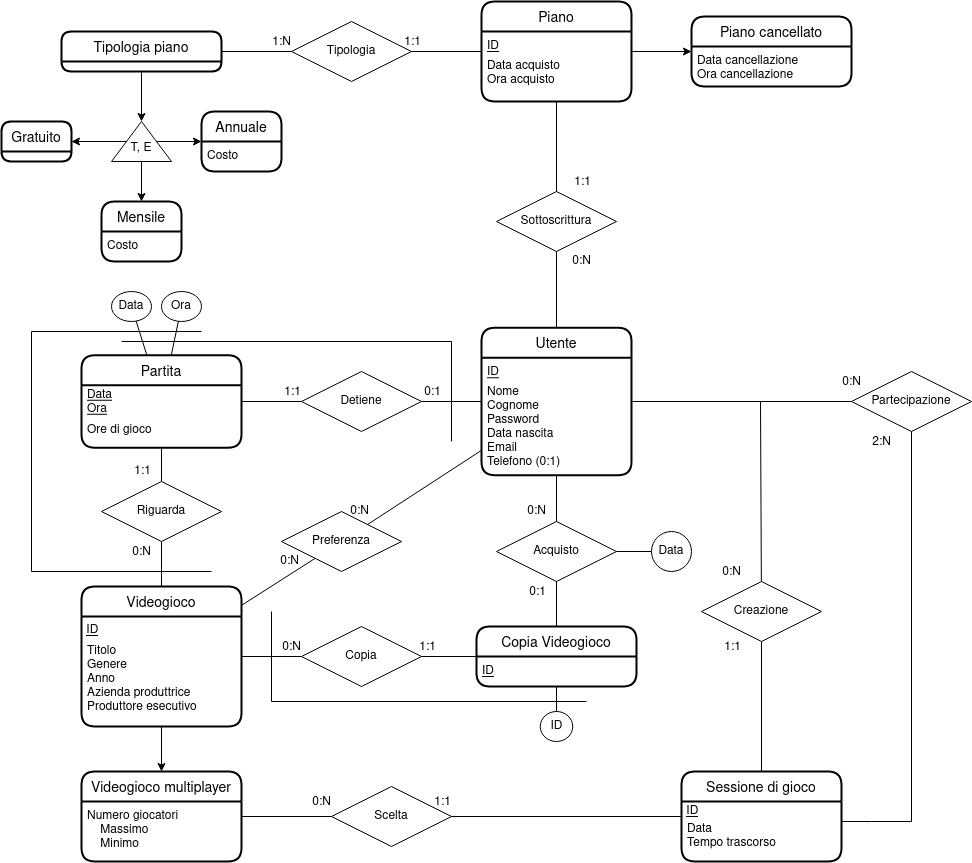 Piano
ID
Data acquisto
Ora acquisto
Piano cancellato
Data cancellazione
Ora cancellazione
Tipologia piano
1:N
Tipologia
1:1
Gratuito
T, E
Annuale
Costo
Mensile
Costo
1:1
Sottoscrittura
0:N
Data
Ora
Partita
Data
Ora
Ore di gioco
1:1
Detiene
0:1
Utente
ID
Nome
Cognome
Password
Data nascita
Email
Telefono (0:1)
0:N
Partecipazione
2:N
1:1
Riguarda
0:N
0:N
Preferenza
0:N
0:N
Acquisto
Data
0:1
0:N
Creazione
1:1
Videogioco
ID
Titolo
Genere
Anno
Azienda produttrice
Produttore esecutivo
0:N
Copia
1:1
Copia Videogioco
ID
ID
Videogioco multiplayer
Numero giocatori
Massimo
Minimo
0:N
Scelta
1:1
Sessione di gioco
ID
Data
Tempo trascorso